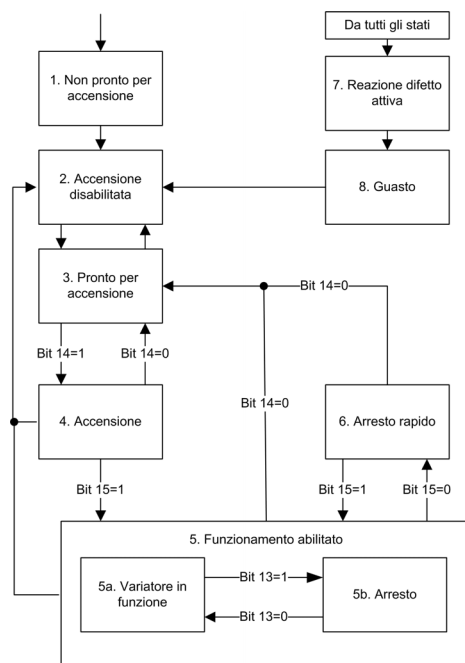 Da tutti gli stati
1. Non pronto per
accensione
7. Reazione difetto
attiva
2. Accensione
disabilitata
8. Guasto
3. Pronto per
accensione
Bit 14=0
Bit 14=1
Bit 14=0
Bit 14=0
4. Accensione
6. Arresto rapido
Bit 15=1
Bit 15=1
Bit 15=0
5. Funzionamento abilitato
5a. Variatore in
funzione
Bit 13=1
5b. Arresto
Bit 13=0